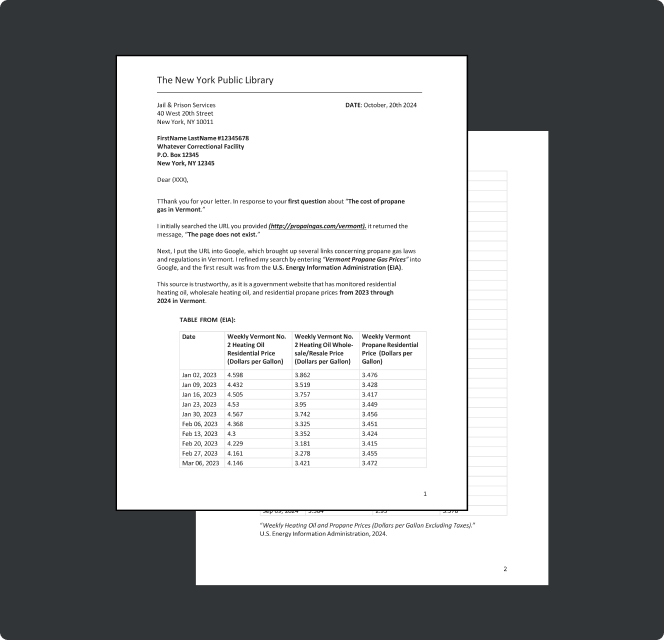 The New York Public Library
Jail & Prison Services
DATE: October, 20th 2024
40 West 20th Street
New York, NY 10011
FirstName LastName #12345678
Whatever Correctional Facility
P.O. Box 12345
New York, NY 12345
Dear (XXX),
TThank you for your letter. In response to your first question about "The cost of propane
gas in Vermont."
I initially searched the URL you provided (http://propaingas.com/vermont), it returned the
message, "The page does not exist."
Next, I put the URL into Google, which brought up several links concerning propane gas laws
and regulations in Vermont. I refined my search by entering "Vermont Propane Gas Prices" into
Google, and the first result was from the U.S. Energy Information Administration (EIA).
This source is trustworthy, as it is a government website that has monitored residential
heating oil, wholesale heating oil, and residential propane prices from 2023 through
2024 in Vermont.
TABLE FROM (EIA):
Date
Weekly Vermont No.
2 Heating Oil
Residential Price
(Dollars per Gallon)
Weekly Vermont No.
2 Heating Oil Whole-
sale/Resale Price
(Dollars per Gallon)
Weekly Vermont
Propane Residential
Price (Dollars per
Gallon)
Jan 02, 2023 4.598 3.862 3.476
Jan 09, 2023 4.432 3.519 3.428
Jan 16, 2023 4.505 3.757 3.417
Jan 23, 2023 4.53 3.95 3.449
Jan 30, 2023 4.567 3.742 3.456
Feb 06, 2023 4.368 3.325 3.451
Feb 13, 2023 4.3 3.352 3.424
Feb 20, 2023 4.229 3.181 3.415
Feb 27, 2023 4.161 3.278 3.455
Mar 06, 2023 4.146 3.421 3.472
1
"Weekly Heating Oil and Propane Prices (Dollars per Gallon Excluding Taxes)."
U.S. Energy Information Administration, 2024.
2